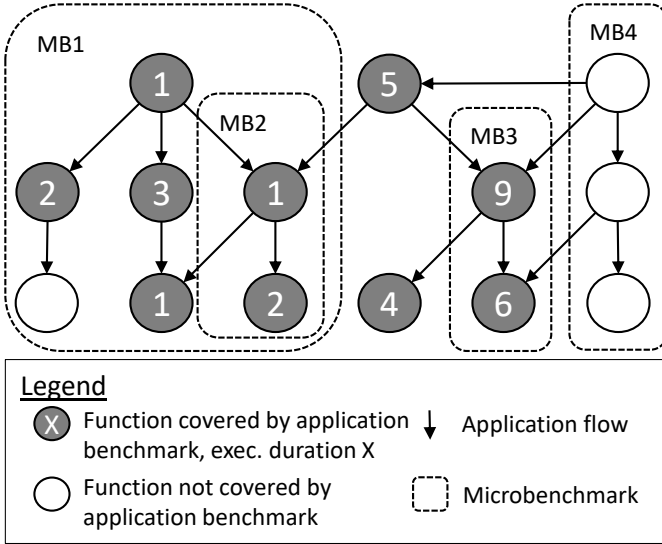 MB1
MB4
1
5
MB2
MB3
2
3
1
9
1
2
4
6
Legend
X Function covered by application
benchmark, exec. duration X
Application flow
Function not covered by
application benchmark
Microbenchmark